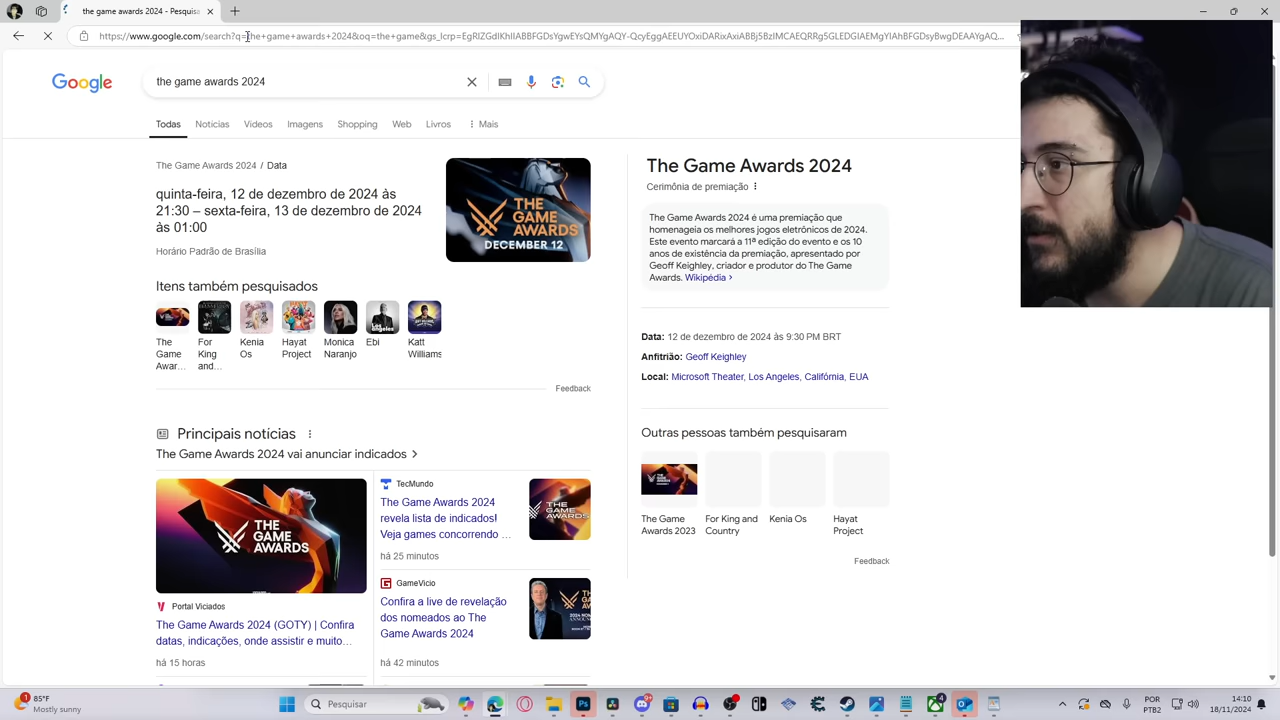 the game awards 2024 - Pesquis
https://www.google.com/search?q=the+game+awards+2024&oq=the+game&gs_lcrp=EgRlZGdlKhIIABBFGDsYgwEYsQMYgAQY-QcyEggAEEUYOxiDARixAxiABBj5BzIMCAEQRRg5GLEDGIAEMgYIAhBFGDsyBwgDEAAYgAQ...
Google
the game awards 2024
Todas Notícias Vídeos Imagens Shopping Web Livros Mais
The Game Awards 2024 / Data
quinta-feira, 12 de dezembro de 2024 às
21:30 – sexta-feira, 13 de dezembro de 2024
às 01:00
Horário Padrão de Brasília
THE
GAME
AWARDS
DECEMBER 12
Itens também pesquisados
The
Game
Awar...
For
King
and...
Kenia
Os
Hayat
Project
Monica
Naranjo
Ebi
Katt
Williams
Feedback
Principais notícias
The Game Awards 2024 vai anunciar indicados
THE
GAME
AWARDS
Portal Viciados
The Game Awards 2024 (GOTY) | Confira
datas, indicações, onde assistir e muito...
há 15 horas
TecMundo
The Game Awards 2024
revela lista de indicados!
Veja games concorrendo ...
há 25 minutos
THE
GAME
AWARDS
GameVicio
Confira a live de revelação
dos nomeados ao The
Game Awards 2024
há 42 minutos
The Game Awards 2024
Cerimônia de premiação
The Game Awards 2024 é uma premiação que
homenageia os melhores jogos eletrônicos de 2024.
Este evento marcará a 11ª edição do evento e os 10
anos de existência da premiação, apresentado por
Geoff Keighley, criador e produtor do The Game
Awards. Wikipédia
Data: 12 de dezembro de 2024 às 9:30 PM BRT
Anfitrião: Geoff Keighley
Local: Microsoft Theater, Los Angeles, Califórnia, EUA
Outras pessoas também pesquisaram
The Game
Awards 2023
For King and
Country
Kenia Os
Hayat
Project
Feedback
1
85°F
Mostly sunny
Pesquisar
Ps
4
POR
PTB2
14:10
18/11/2024